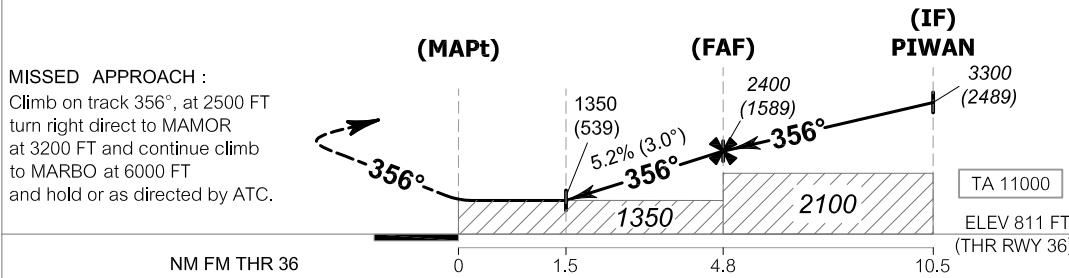 (IF)
(MAPt)
(FAF)
PIWAN
MISSED APPROACH :
Climb on track 356°, at 2500 FT
turn right direct to MAMOR
at 3200 FT and continue climb
to MARBO at 6000 FT
and hold or as directed by ATC.
2400
(1589)
3300
(2489)
1350
(539)
5.2% (3.0°)
356°
356°
356°
1350
2100
TA 11000
ELEV 811 FT
(THR RWY 36)
NM FM THR 36
0
1.5
4.8
10.5